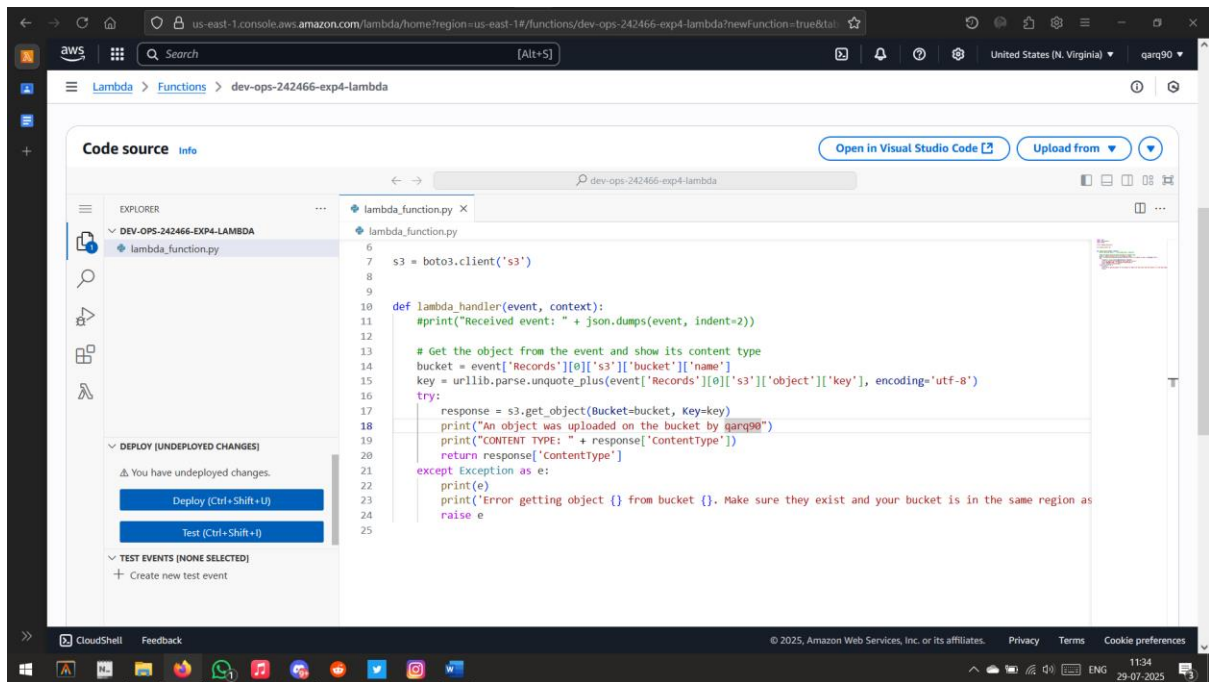 us-east-1.console.aws.amazon.com/lambda/home?region=us-east-1#/functions/dev-ops-242466-exp4-lambda?newFunction=true&tab
aws Search [Alt+S] United States (N. Virginia) qarq90
Lambda > Functions > dev-ops-242466-exp4-lambda
Code source Info Open in Visual Studio Code Upload from
dev-ops-242466-exp4-lambda
EXPLORER ... lambda_function.py
DEV-OPS-242466-EXP4-LAMBDA lambda_function.py
lambda_function.py
6
7 s3 = boto3.client('s3')
8
9
10 def lambda_handler(event, context):
11 #print("Received event: " + json.dumps(event, indent=2))
12
13 # Get the object from the event and show its content type
14 bucket = event['Records'][0]['s3']['bucket']['name']
15 key = urllib.parse.unquote_plus(event['Records'][0]['s3']['object']['key'], encoding='utf-8')
16 try:
17 response = s3.get_object(Bucket=bucket, Key=key)
18 print("An object was uploaded on the bucket by qarq90")
19 print("CONTENT TYPE: " + response['ContentType'])
20 return response['ContentType']
21 except Exception as e:
22 print(e)
23 print('Error getting object {} from bucket {}. Make sure they exist and your bucket is in the same region as
24 raise e
25
DEPLOY [UNDEPLOYED CHANGES]
You have undeployed changes.
Deploy (Ctrl+Shift+U)
Test (Ctrl+Shift+I)
TEST EVENTS [NONE SELECTED]
+ Create new test event
CloudShell Feedback © 2025, Amazon Web Services, Inc. or its affiliates. Privacy Terms Cookie preferences
ENG 11:34
29-07-2025